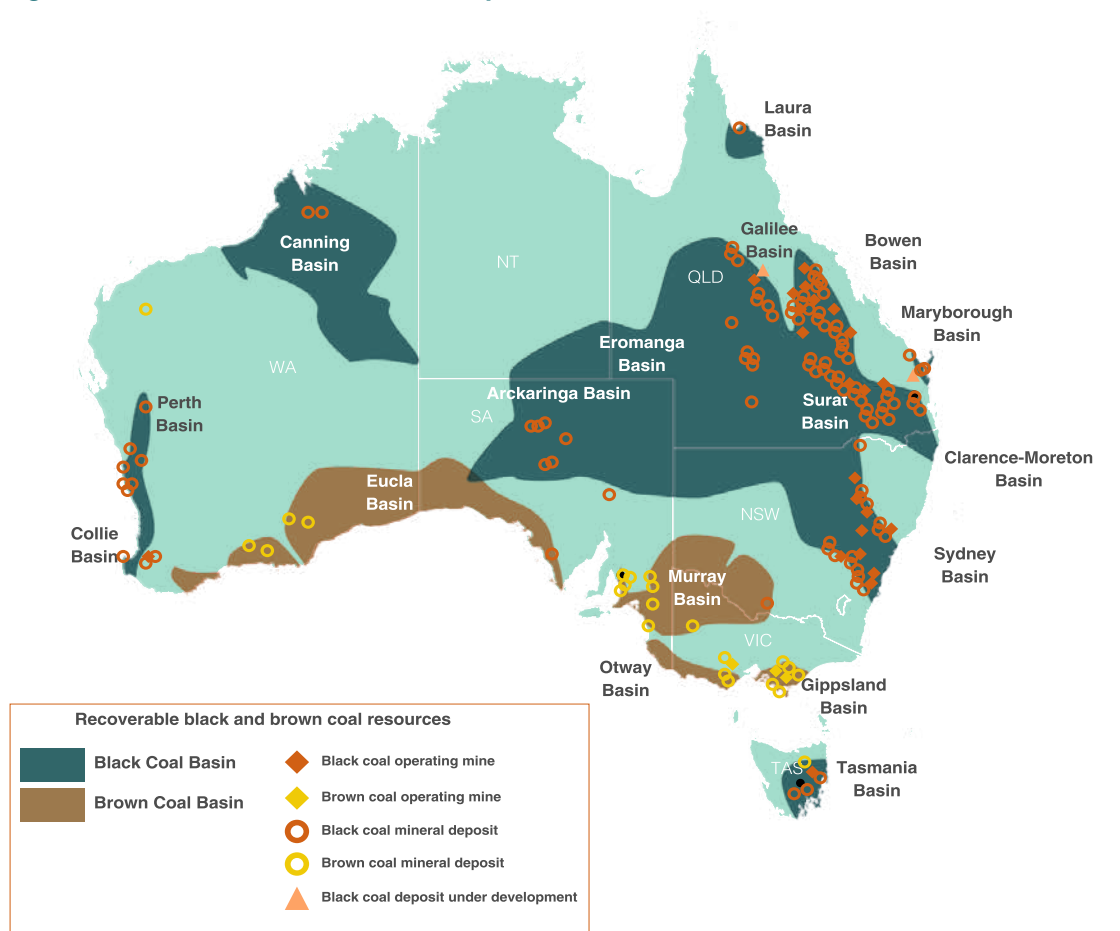 Laura
Basin
Galilee
Basin
Bowen
Basin
Canning
Basin
NT
QLD
Maryborough
Basin
Eromanga
Basin
WA
Arckaringa Basin
SA
Perth
Basin
Surat
Basin
Clarence-Moreton
Basin
Eucla
Basin
NSW
Collie
Basin
Sydney
Basin
Murray
Basin
VIC
Otway
Basin
Gippsland
Basin
TAS
Tasmania
Basin
Recoverable black and brown coal resources
Black Coal Basin
Brown Coal Basin
Black coal operating mine
Brown coal operating mine
Black coal mineral deposit
Brown coal mineral deposit
Black coal deposit under development